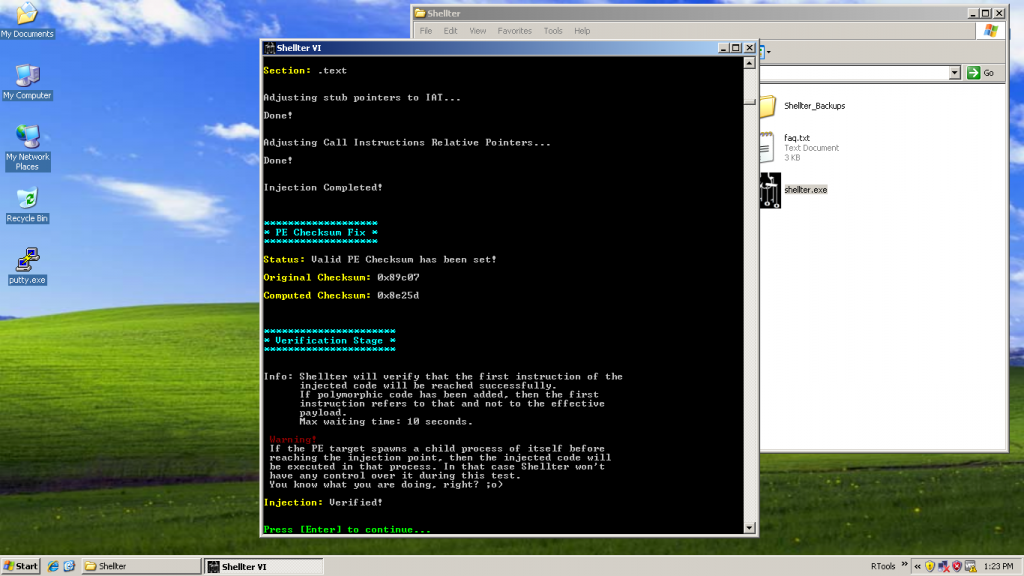 My Documents
My Computer
My Network
Places
Recycle Bin
putty.exe
Shellter
File Edit View Favorites Tools Help
Go
Shellter_Backups
faq.txt
Text Document
3 KB
shellter.exe
Shellter VI
Section: .text
Adjusting stub pointers to IAT...
Done!
Adjusting Call Instructions Relative Pointers...
Done!
Injection Completed!
********************
* PE Checksum Fix *
********************
Status: Valid PE Checksum has been set!
Original Checksum: 0x89c07
Computed Checksum: 0x8e25d
**********************
* Verification Stage *
**********************
Info: Shellter will verify that the first instruction of the
injected code will be reached successfully.
If polymorphic code has been added, then the first
instruction refers to that and not to the effective
payload.
Max waiting time: 10 seconds.
Warning!
If the PE target spawns a child process of itself before
reaching the injection point, then the injected code will
be executed in that process. In that case Shellter won't
have any control over it during this test.
You know what you are doing, right? ;o)
Injection: Verified!
Press [Enter] to continue...
Start
Shellter
Shellter VI
RTools
1:23 PM